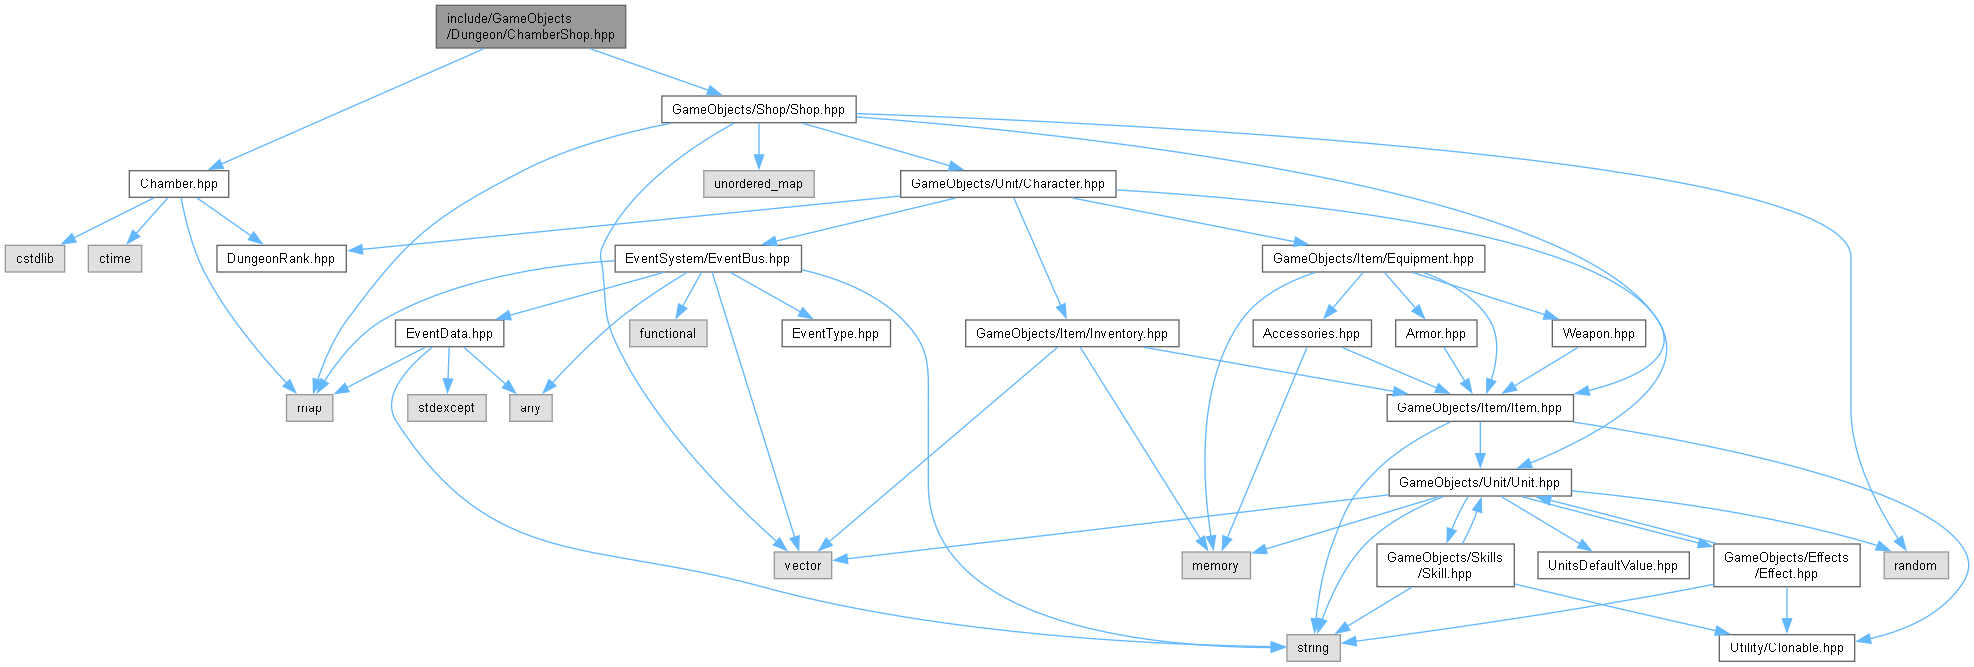 include/GameObjects
/Dungeon/ChamberShop.hpp
GameObjects/Shop/Shop.hpp
Chamber.hpp
unordered_map
GameObjects/Unit/Character.hpp
cstdlib
ctime
DungeonRank.hpp
EventSystem/EventBus.hpp
GameObjects/Item/Equipment.hpp
EventData.hpp
functional
EventType.hpp
GameObjects/Item/Inventory.hpp
Accessories.hpp
Armor.hpp
Weapon.hpp
map
stdexcept
any
GameObjects/Item/Item.hpp
GameObjects/Unit/Unit.hpp
vector
memory
GameObjects/Skills
/Skill.hpp
UnitsDefaultValue.hpp
GameObjects/Effects
/Effect.hpp
random
string
Utility/Clonable.hpp